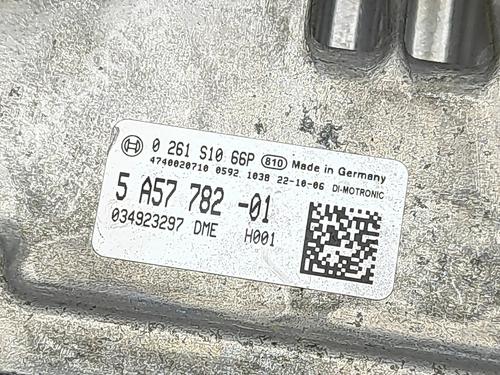 0 261 S10 66P 810 Made in Germany
4740020710 0592 1038 22-10-06 DI-MOTRONIC
5 A57 782 -01
034923297 DME H001